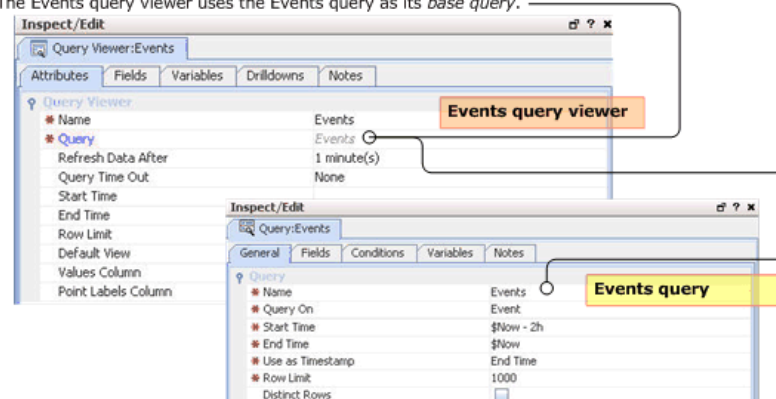 The Events query viewer uses the Events query as its base query.
Inspect/Edit
Query Viewer:Events
Attributes Fields Variables Drilldowns Notes
Query Viewer
Name Events
Query Events
Refresh Data After 1 minute(s)
Query Time Out None
Start Time
End Time
Row Limit
Default View
Values Column
Point Labels Column
Events query viewer
Inspect/Edit
Query:Events
General Fields Conditions Variables Notes
Query
Name Events
Query On Event
Start Time $Now - 2h
End Time $Now
Use as Timestamp End Time
Row Limit 1000
Distinct Rows
Events query